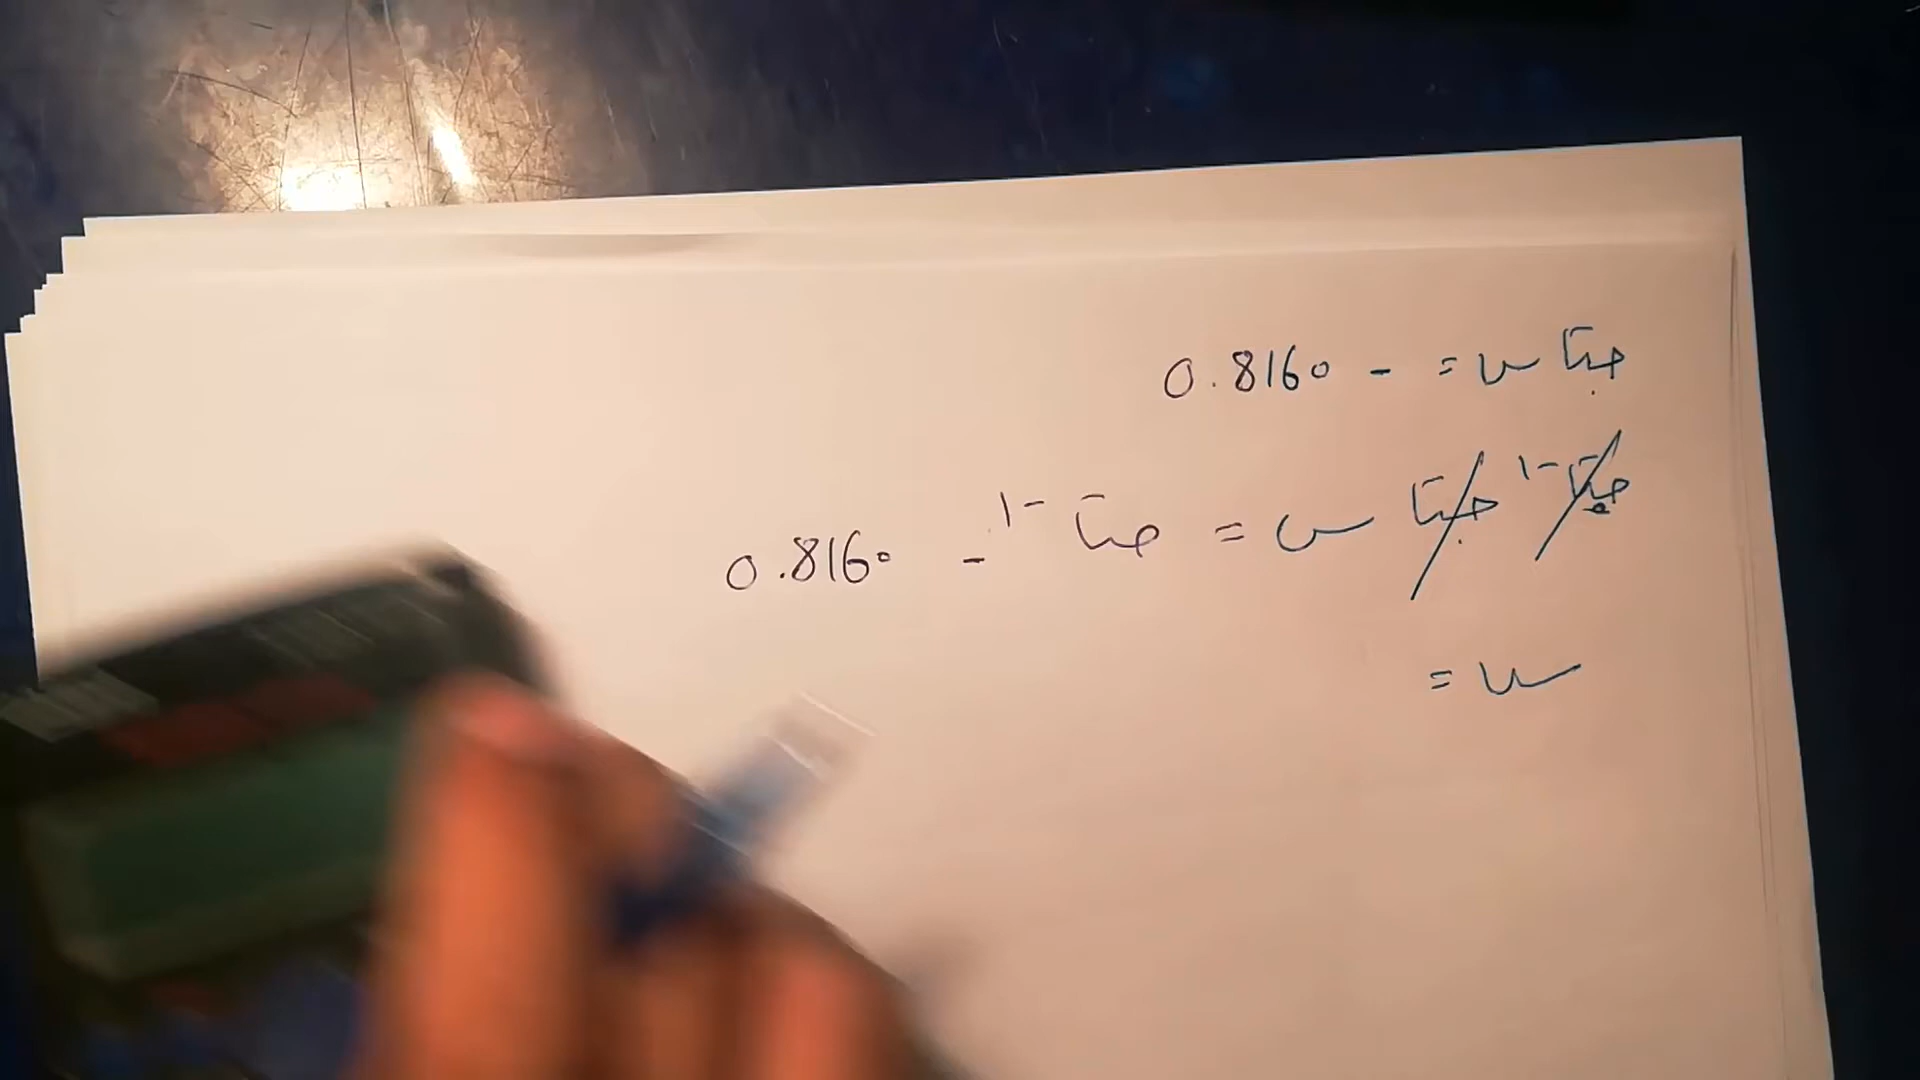 جتا س = - 0.8160
جتا⁻¹ جتا س = جتا⁻¹ - 0.8160
س =